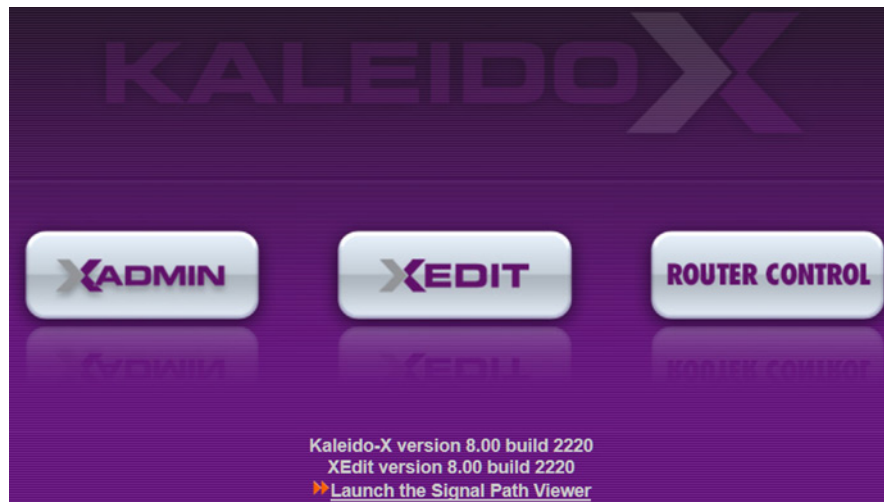 KALEIDOX
XADMIN
XEDIT
ROUTER CONTROL
Kaleido-X version 8.00 build 2220
XEdit version 8.00 build 2220
Launch the Signal Path Viewer